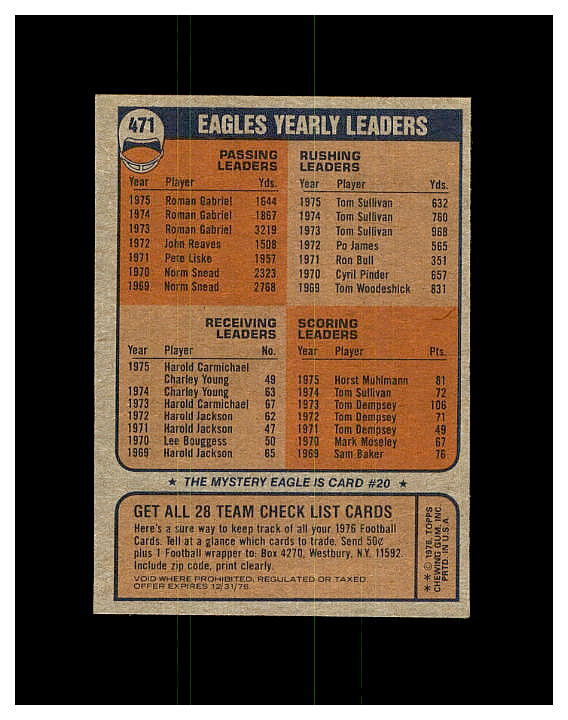 471
EAGLES YEARLY LEADERS
PASSING
LEADERS
Year Player Yds.
1975 Roman Gabriel 1644
1974 Roman Gabriel 1867
1973 Roman Gabriel 3219
1972 John Reaves 1508
1971 Pete Liske 1957
1970 Norm Snead 2323
1969 Norm Snead 2768
RUSHING
LEADERS
Year Player Yds.
1975 Tom Sullivan 632
1974 Tom Sullivan 760
1973 Tom Sullivan 968
1972 Po James 565
1971 Ron Bull 351
1970 Cyril Pinder 657
1969 Tom Woodeshick 831
RECEIVING
LEADERS
Year Player No.
1975 Harold Carmichael
Charley Young 49
1974 Charley Young 63
1973 Harold Carmichael 67
1972 Harold Jackson 62
1971 Harold Jackson 47
1970 Lee Bouggess 50
1969 Harold Jackson 65
SCORING
LEADERS
Year Player Pts.
1975 Horst Muhlmann 81
1974 Tom Sullivan 72
1973 Tom Dempsey 106
1972 Tom Dempsey 71
1971 Tom Dempsey 49
1970 Mark Moseley 67
1969 Sam Baker 76
★ THE MYSTERY EAGLE IS CARD #20 ★
GET ALL 28 TEAM CHECK LIST CARDS
Here's a sure way to keep track of all your 1976 Football
Cards. Tell at a glance which cards to trade. Send 50¢
plus 1 Football wrapper to: Box 4270, Westbury, N.Y. 11592.
Include zip code, print clearly.
VOID WHERE PROHIBITED, REGULATED OR TAXED.
OFFER EXPIRES 12/31/76.
** © 1976, TOPPS
CHEWING GUM, INC.
PRTD. IN U.S.A.